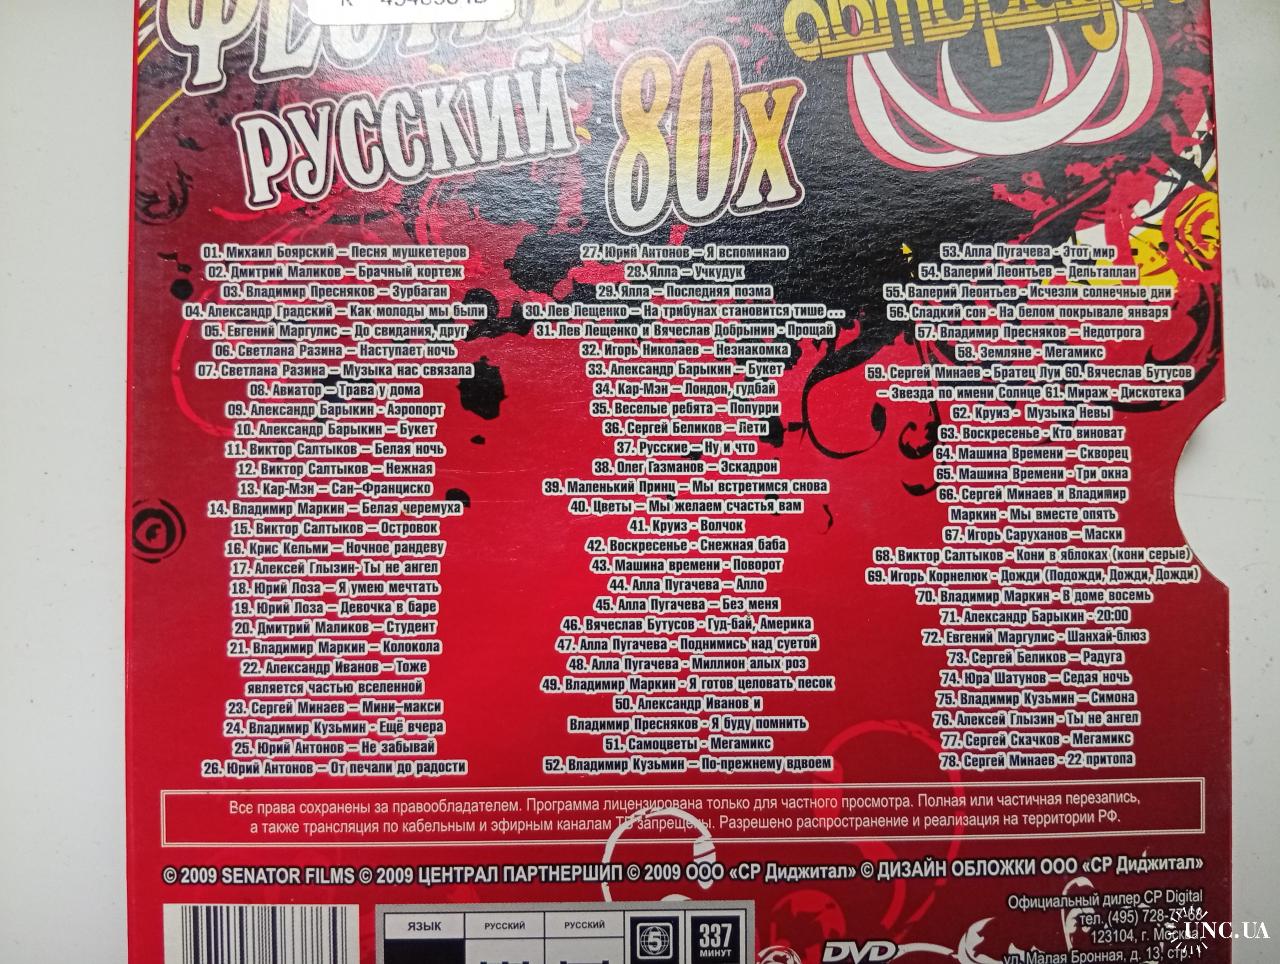 РУССКИЙ 80х
01. Михаил Боярский – Песня мушкетеров
02. Дмитрий Маликов – Брачный кортеж
03. Владимир Пресняков – Зурбаган
04. Александр Градский – Как молоды мы были
05. Евгений Маргулис – До свидания, друг
06. Светлана Разина – Наступает ночь
07. Светлана Разина – Музыка нас связала
08. Авиатор – Трава у дома
09. Александр Барыкин - Аэропорт
10. Александр Барыкин – Букет
11. Виктор Салтыков – Белая ночь
12. Виктор Салтыков – Нежная
13. Кар-Мэн – Сан-Франциско
14. Владимир Маркин – Белая черемуха
15. Виктор Салтыков – Островок
16. Крис Кельми – Ночное рандеву
17. Алексей Глызин- Ты не ангел
18. Юрий Лоза – Я умею мечтать
19. Юрий Лоза – Девочка в баре
20. Дмитрий Маликов – Студент
21. Владимир Маркин – Колокола
22. Александр Иванов – Тоже
является частью вселенной
23. Сергей Минаев – Мини-макси
24. Владимир Кузьмин - Ещё вчера
25. Юрий Антонов – Не забывай
26. Юрий Антонов – От печали до радости
27. Юрий Антонов – Я вспоминаю
28. Ялла – Учкудук
29. Ялла – Последняя поэма
30. Лев Лещенко – На трибунах становится тише ...
31. Лев Лещенко и Вячеслав Добрынин - Прощай
32. Игорь Николаев – Незнакомка
33. Александр Барыкин – Букет
34. Кар-Мэн – Лондон, гудбай
35. Веселые ребята – Попурри
36. Сергей Беликов – Лети
37. Русские – Ну и что
38. Олег Газманов – Эскадрон
39. Маленький Принц – Мы встретимся снова
40. Цветы – Мы желаем счастья вам
41. Круиз - Волчок
42. Воскресенье - Снежная баба
43. Машина времени - Поворот
44. Алла Пугачева – Алло
45. Алла Пугачева – Без меня
46. Вячеслав Бутусов - Гуд-бай, Америка
47. Алла Пугачева - Поднимись над суетой
48. Алла Пугачева - Миллион алых роз
49. Владимир Маркин - Я готов целовать песок
50. Александр Иванов и
Владимир Пресняков - Я буду помнить
51. Самоцветы - Мегамикс
52. Владимир Кузьмин – По-прежнему вдвоем
53. Алла Пугачева - Этот мир
54. Валерий Леонтьев – Дельтаплан
55. Валерий Леонтьев - Исчезли солнечные дни
56. Сладкий сон - На белом покрывале января
57. Владимир Пресняков - Недотрога
58. Земляне - Мегамикс
59. Сергей Минаев - Братец Луи 60. Вячеслав Бутусов
– Звезда по имени Солнце 61. Мираж - Дискотека
62. Круиз - Музыка Невы
63. Воскресенье - Кто виноват
64. Машина Времени – Скворец
65. Машина Времени - Три окна
66. Сергей Минаев и Владимир
Маркин - Мы вместе опять
67. Игорь Саруханов – Маски
68. Виктор Салтыков - Кони в яблоках (кони серые)
69. Игорь Корнелюк - Дожди (Подожди, Дожди, Дожди)
70. Владимир Маркин - В доме восемь
71. Александр Барыкин - 20:00
72. Евгений Маргулис - Шанхай-блюз
73. Сергей Беликов – Радуга
74. Юра Шатунов – Седая ночь
75. Владимир Кузьмин – Симона
76. Алексей Глызин - Ты не ангел
77. Сергей Скачков - Мегамикс
78. Сергей Минаев - 22 притопа
Все права сохранены за правообладателем. Программа лицензирована только для частного просмотра. Полная или частичная перезапись,
а также трансляция по кабельным и эфирным каналам ТВ запрещены. Разрешено распространение и реализация на территории РФ.
© 2009 SENATOR FILMS © 2009 ЦЕНТРАЛ ПАРТНЕРШИП © 2009 ООО «СР Диджитал» © ДИЗАЙН ОБЛОЖКИ ООО «СР Диджитал»
ЯЗЫК РУССКИЙ РУССКИЙ
5
337
МИНУТ
DVD
Официальный дилер CP Digital
тел. (495) 728-
123104, г. Москва
ул. Малая Бронная, д. 13, стр.
UNC.UA